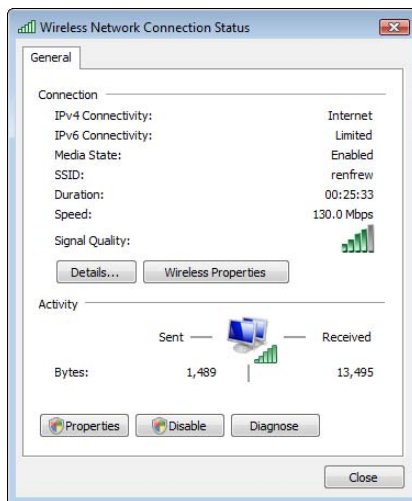 Wireless Network Connection Status
General
Connection
IPv4 Connectivity: Internet
IPv6 Connectivity: Limited
Media State: Enabled
SSID: renfrew
Duration: 00:25:33
Speed: 130.0 Mbps
Signal Quality:
Details... Wireless Properties
Activity
Sent Received
Bytes: 1,489 13,495
Properties Disable Diagnose
Close